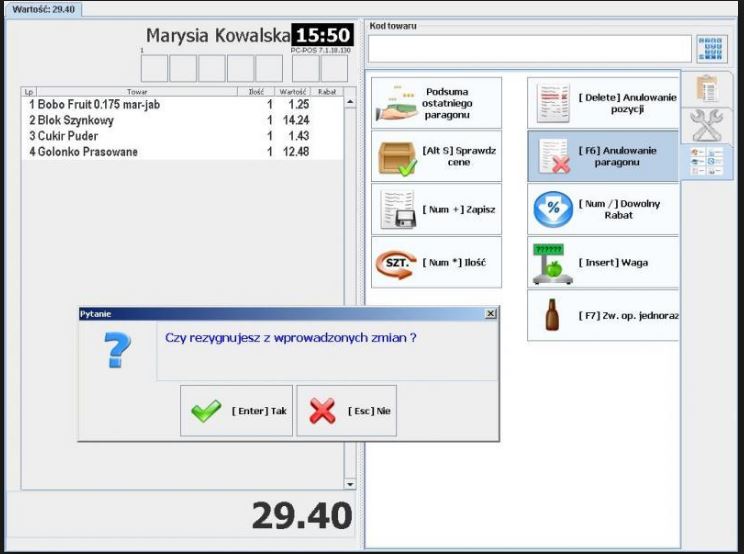 Wartość: 29.40
Marysia Kowalska 15:50
PC-POS 7.1.18.130
1
Lp Towar Ilość Wartość Rabat
1 Bobo Fruit 0.175 mar-jab 1 1.25
2 Blok Szynkowy 1 14.24
3 Cukir Puder 1 1.43
4 Golonko Prasowane 1 12.48
Pytanie
Czy rezygnujesz z wprowadzonych zmian ?
[ Enter ] Tak
[ Esc ] Nie
29.40
Kod towaru
Podsuma
ostatniego
paragonu
[ Delete ] Anulowanie
pozycji
[Alt S] Sprawdz
cene
[ F6 ] Anulowanie
paragonu
[ Num + ] Zapisz
%
[ Num / ] Dowolny
Rabat
SZT.
[ Num * ] Ilość
??????
[ Insert ] Waga
[ F7 ] Zw. op. jednoraz